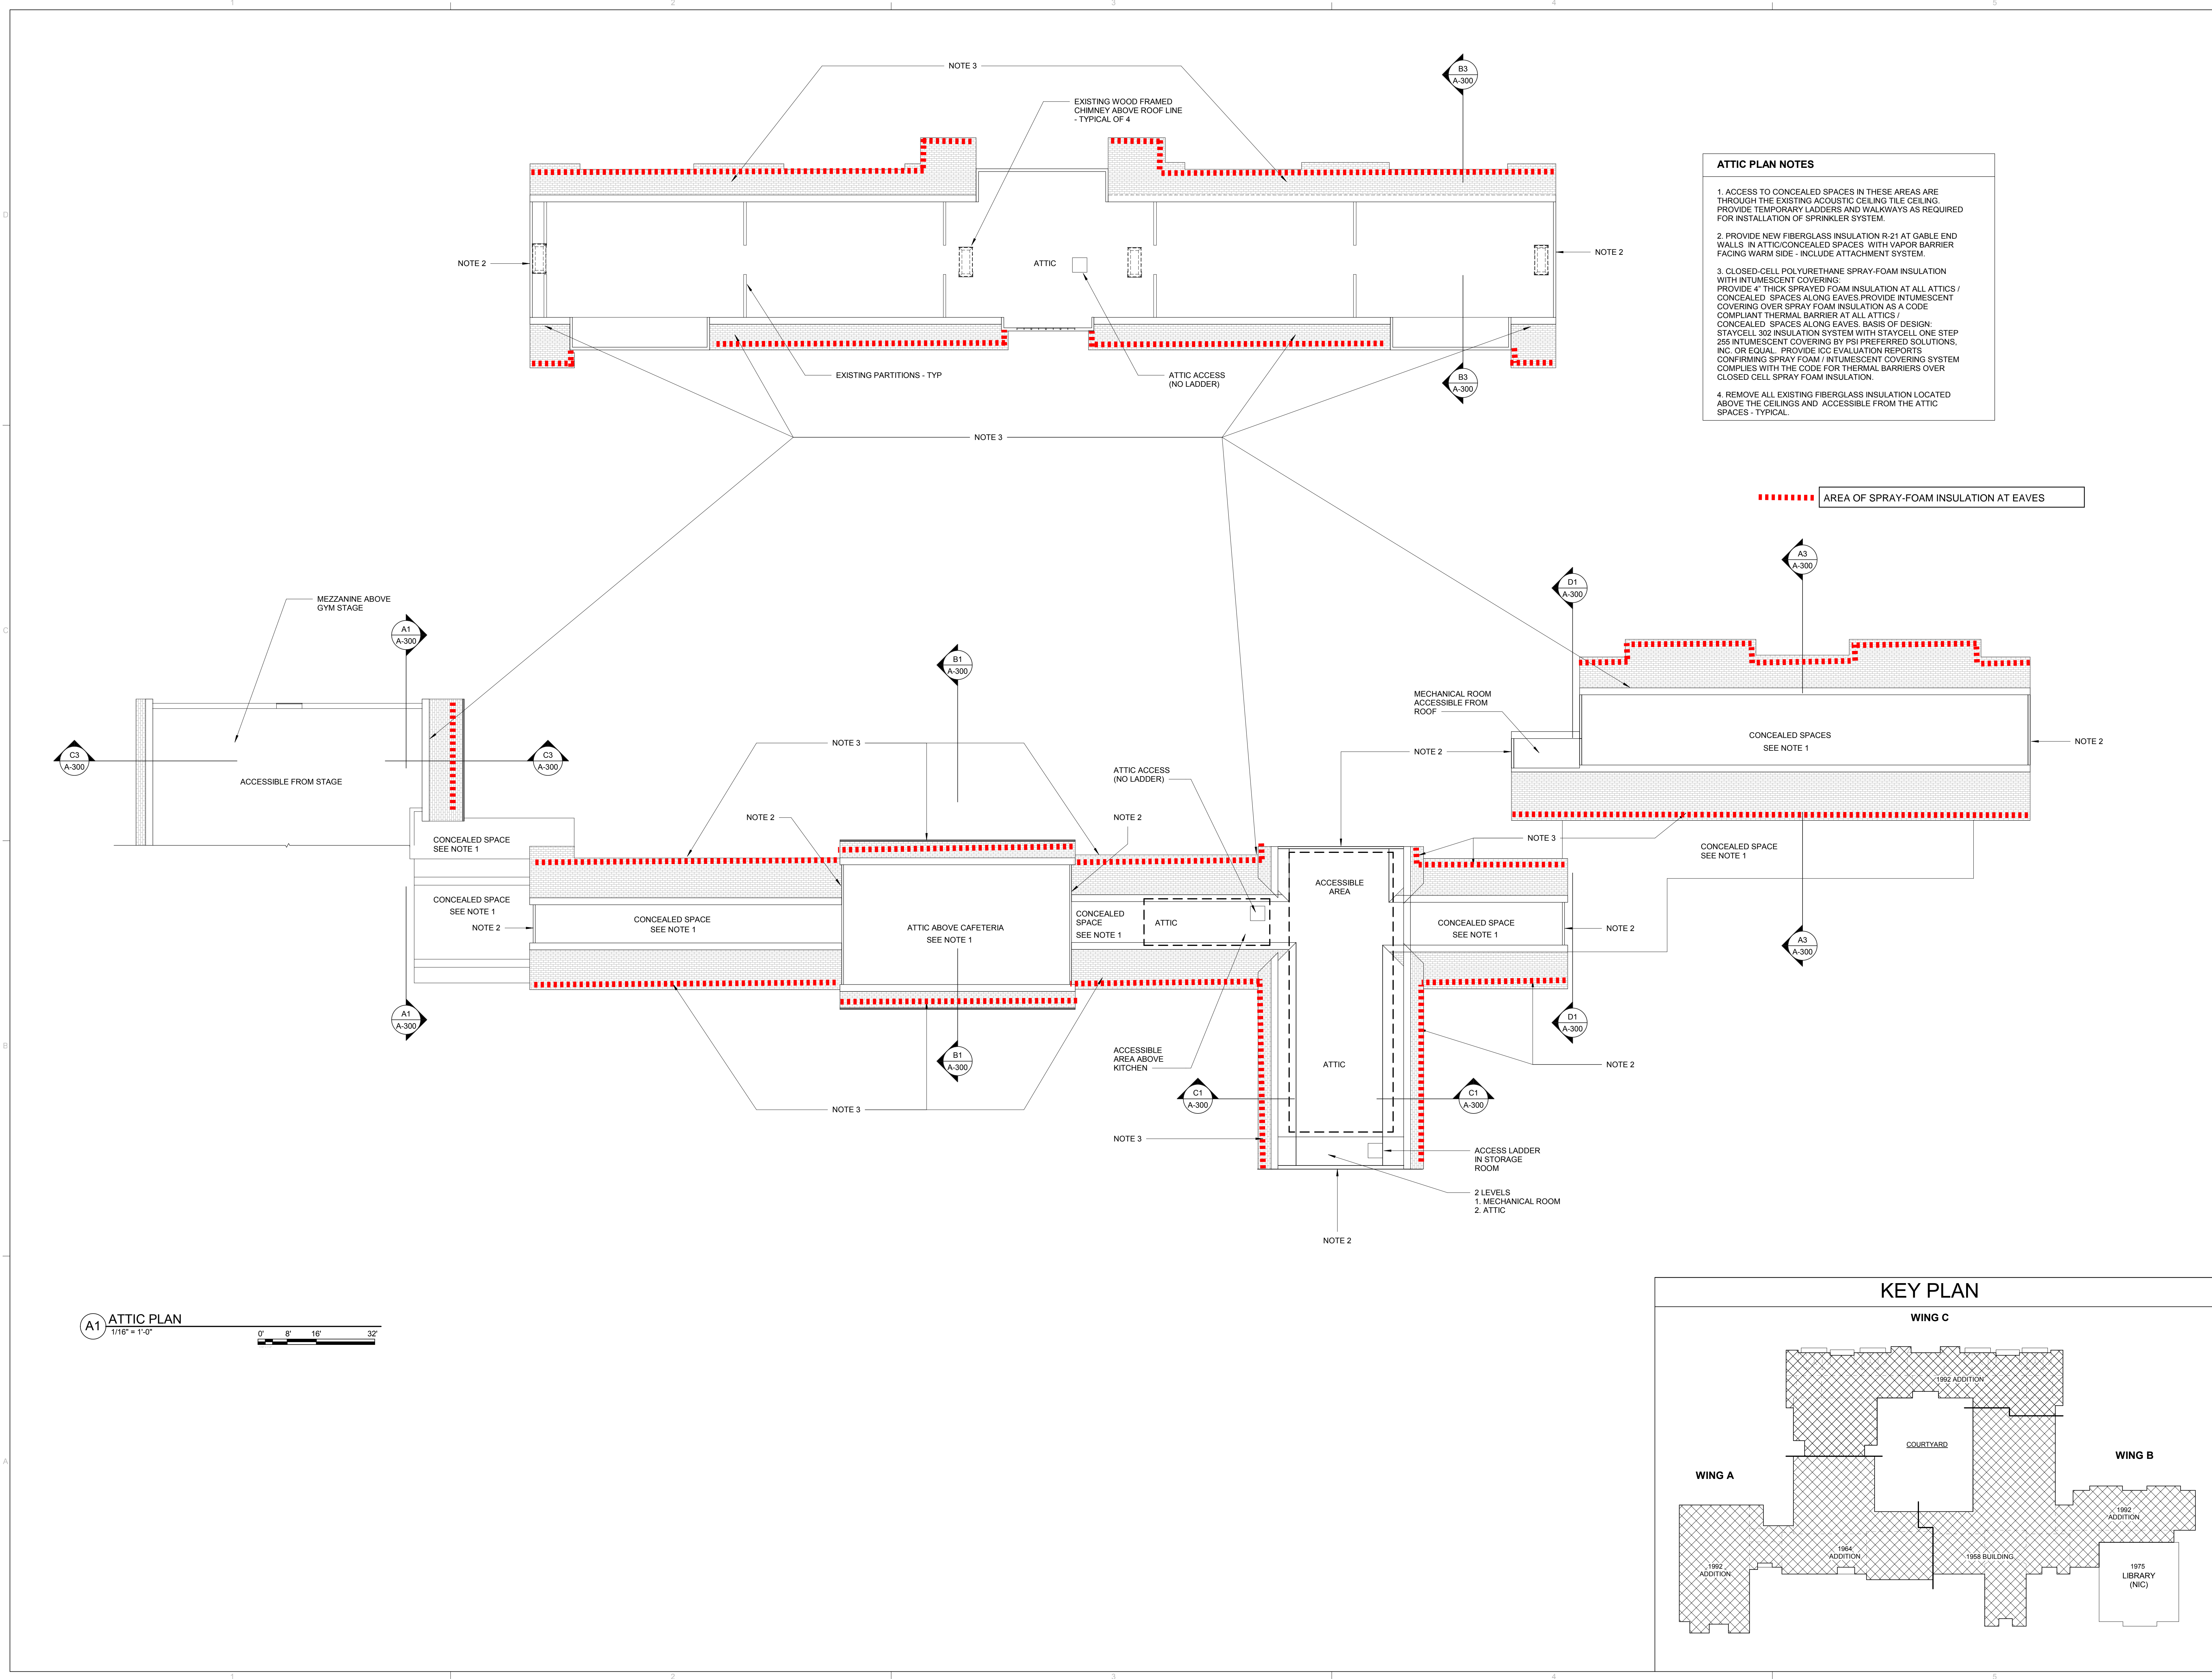 1
2
3
4
5
NOTE 3
B3
A-300
EXISTING WOOD FRAMED
CHIMNEY ABOVE ROOF LINE
- TYPICAL OF 4
ATTIC PLAN NOTES
1. ACCESS TO CONCEALED SPACES IN THESE AREAS ARE
THROUGH THE EXISTING ACOUSTIC CEILING TILE CEILING.
PROVIDE TEMPORARY LADDERS AND WALKWAYS AS REQUIRED
FOR INSTALLATION OF SPRINKLER SYSTEM.
2. PROVIDE NEW FIBERGLASS INSULATION R-21 AT GABLE END
WALLS IN ATTIC/CONCEALED SPACES WITH VAPOR BARRIER
FACING WARM SIDE - INCLUDE ATTACHMENT SYSTEM.
3. CLOSED-CELL POLYURETHANE SPRAY-FOAM INSULATION
WITH INTUMESCENT COVERING:
PROVIDE 4" THICK SPRAYED FOAM INSULATION AT ALL ATTICS /
CONCEALED SPACES ALONG EAVES.PROVIDE INTUMESCENT
COVERING OVER SPRAY FOAM INSULATION AS A CODE
COMPLIANT THERMAL BARRIER AT ALL ATTICS /
CONCEALED SPACES ALONG EAVES. BASIS OF DESIGN:
STAYCELL 302 INSULATION SYSTEM WITH STAYCELL ONE STEP
255 INTUMESCENT COVERING BY PSI PREFERRED SOLUTIONS,
INC. OR EQUAL. PROVIDE ICC EVALUATION REPORTS
CONFIRMING SPRAY FOAM / INTUMESCENT COVERING SYSTEM
COMPLIES WITH THE CODE FOR THERMAL BARRIERS OVER
CLOSED CELL SPRAY FOAM INSULATION.
4. REMOVE ALL EXISTING FIBERGLASS INSULATION LOCATED
ABOVE THE CEILINGS AND ACCESSIBLE FROM THE ATTIC
SPACES - TYPICAL.
D
NOTE 2
ATTIC
NOTE 2
EXISTING PARTITIONS - TYP
ATTIC ACCESS
(NO LADDER)
B3
A-300
NOTE 3
AREA OF SPRAY-FOAM INSULATION AT EAVES
A3
A-300
D1
A-300
MEZZANINE ABOVE
GYM STAGE
C
A1
A-300
B1
A-300
MECHANICAL ROOM
ACCESSIBLE FROM
ROOF
CONCEALED SPACES
SEE NOTE 1
NOTE 2
C3
A-300
C3
A-300
NOTE 3
NOTE 2
ACCESSIBLE FROM STAGE
ATTIC ACCESS
(NO LADDER)
NOTE 2
NOTE 2
CONCEALED SPACE
SEE NOTE 1
NOTE 3
CONCEALED SPACE
SEE NOTE 1
ACCESSIBLE
AREA
CONCEALED SPACE
SEE NOTE 1
NOTE 2
CONCEALED SPACE
SEE NOTE 1
ATTIC ABOVE CAFETERIA
SEE NOTE 1
CONCEALED
SPACE
SEE NOTE 1
ATTIC
CONCEALED SPACE
SEE NOTE 1
NOTE 2
A3
A-300
A1
A-300
D1
A-300
B
B1
A-300
ACCESSIBLE
AREA ABOVE
KITCHEN
ATTIC
NOTE 2
C1
A-300
C1
A-300
NOTE 3
NOTE 3
ACCESS LADDER
IN STORAGE
ROOM
2 LEVELS
1. MECHANICAL ROOM
2. ATTIC
NOTE 2
A1
ATTIC PLAN
1/16" = 1'-0"
0' 8' 16' 32'
KEY PLAN
WING C
1992 ADDITION
COURTYARD
WING B
A
WING A
1992
ADDITION
1964
ADDITION
1958 BUILDING
1992
ADDITION
1975
LIBRARY
(NIC)
1
2
3
4
5